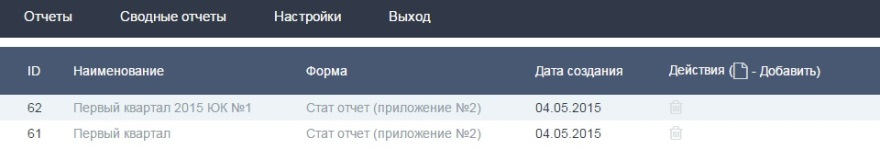 Отчеты Сводные отчеты Настройки Выход
ID Наименование Форма Дата создания Действия ( - Добавить)
62 Первый квартал 2015 ЮК №1 Стат отчет (приложение №2) 04.05.2015
61 Первый квартал Стат отчет (приложение №2) 04.05.2015